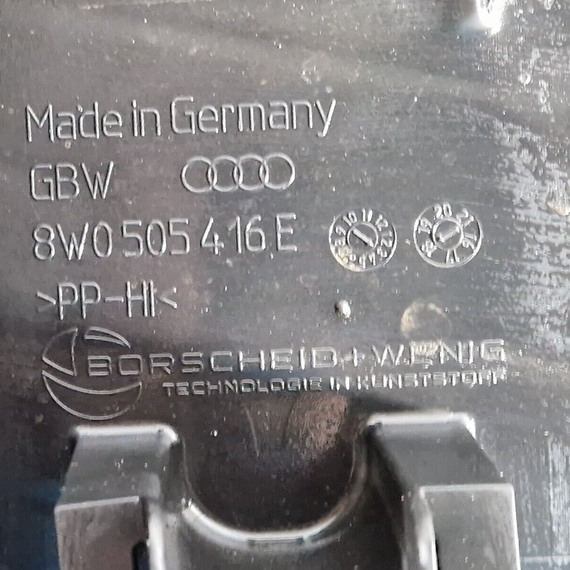 Made in Germany
GBW
8W0 505 416 E
>PP-HI<
BORSCHEID+WENIG
TECHNOLOGIE IN KUNSTSTOFF